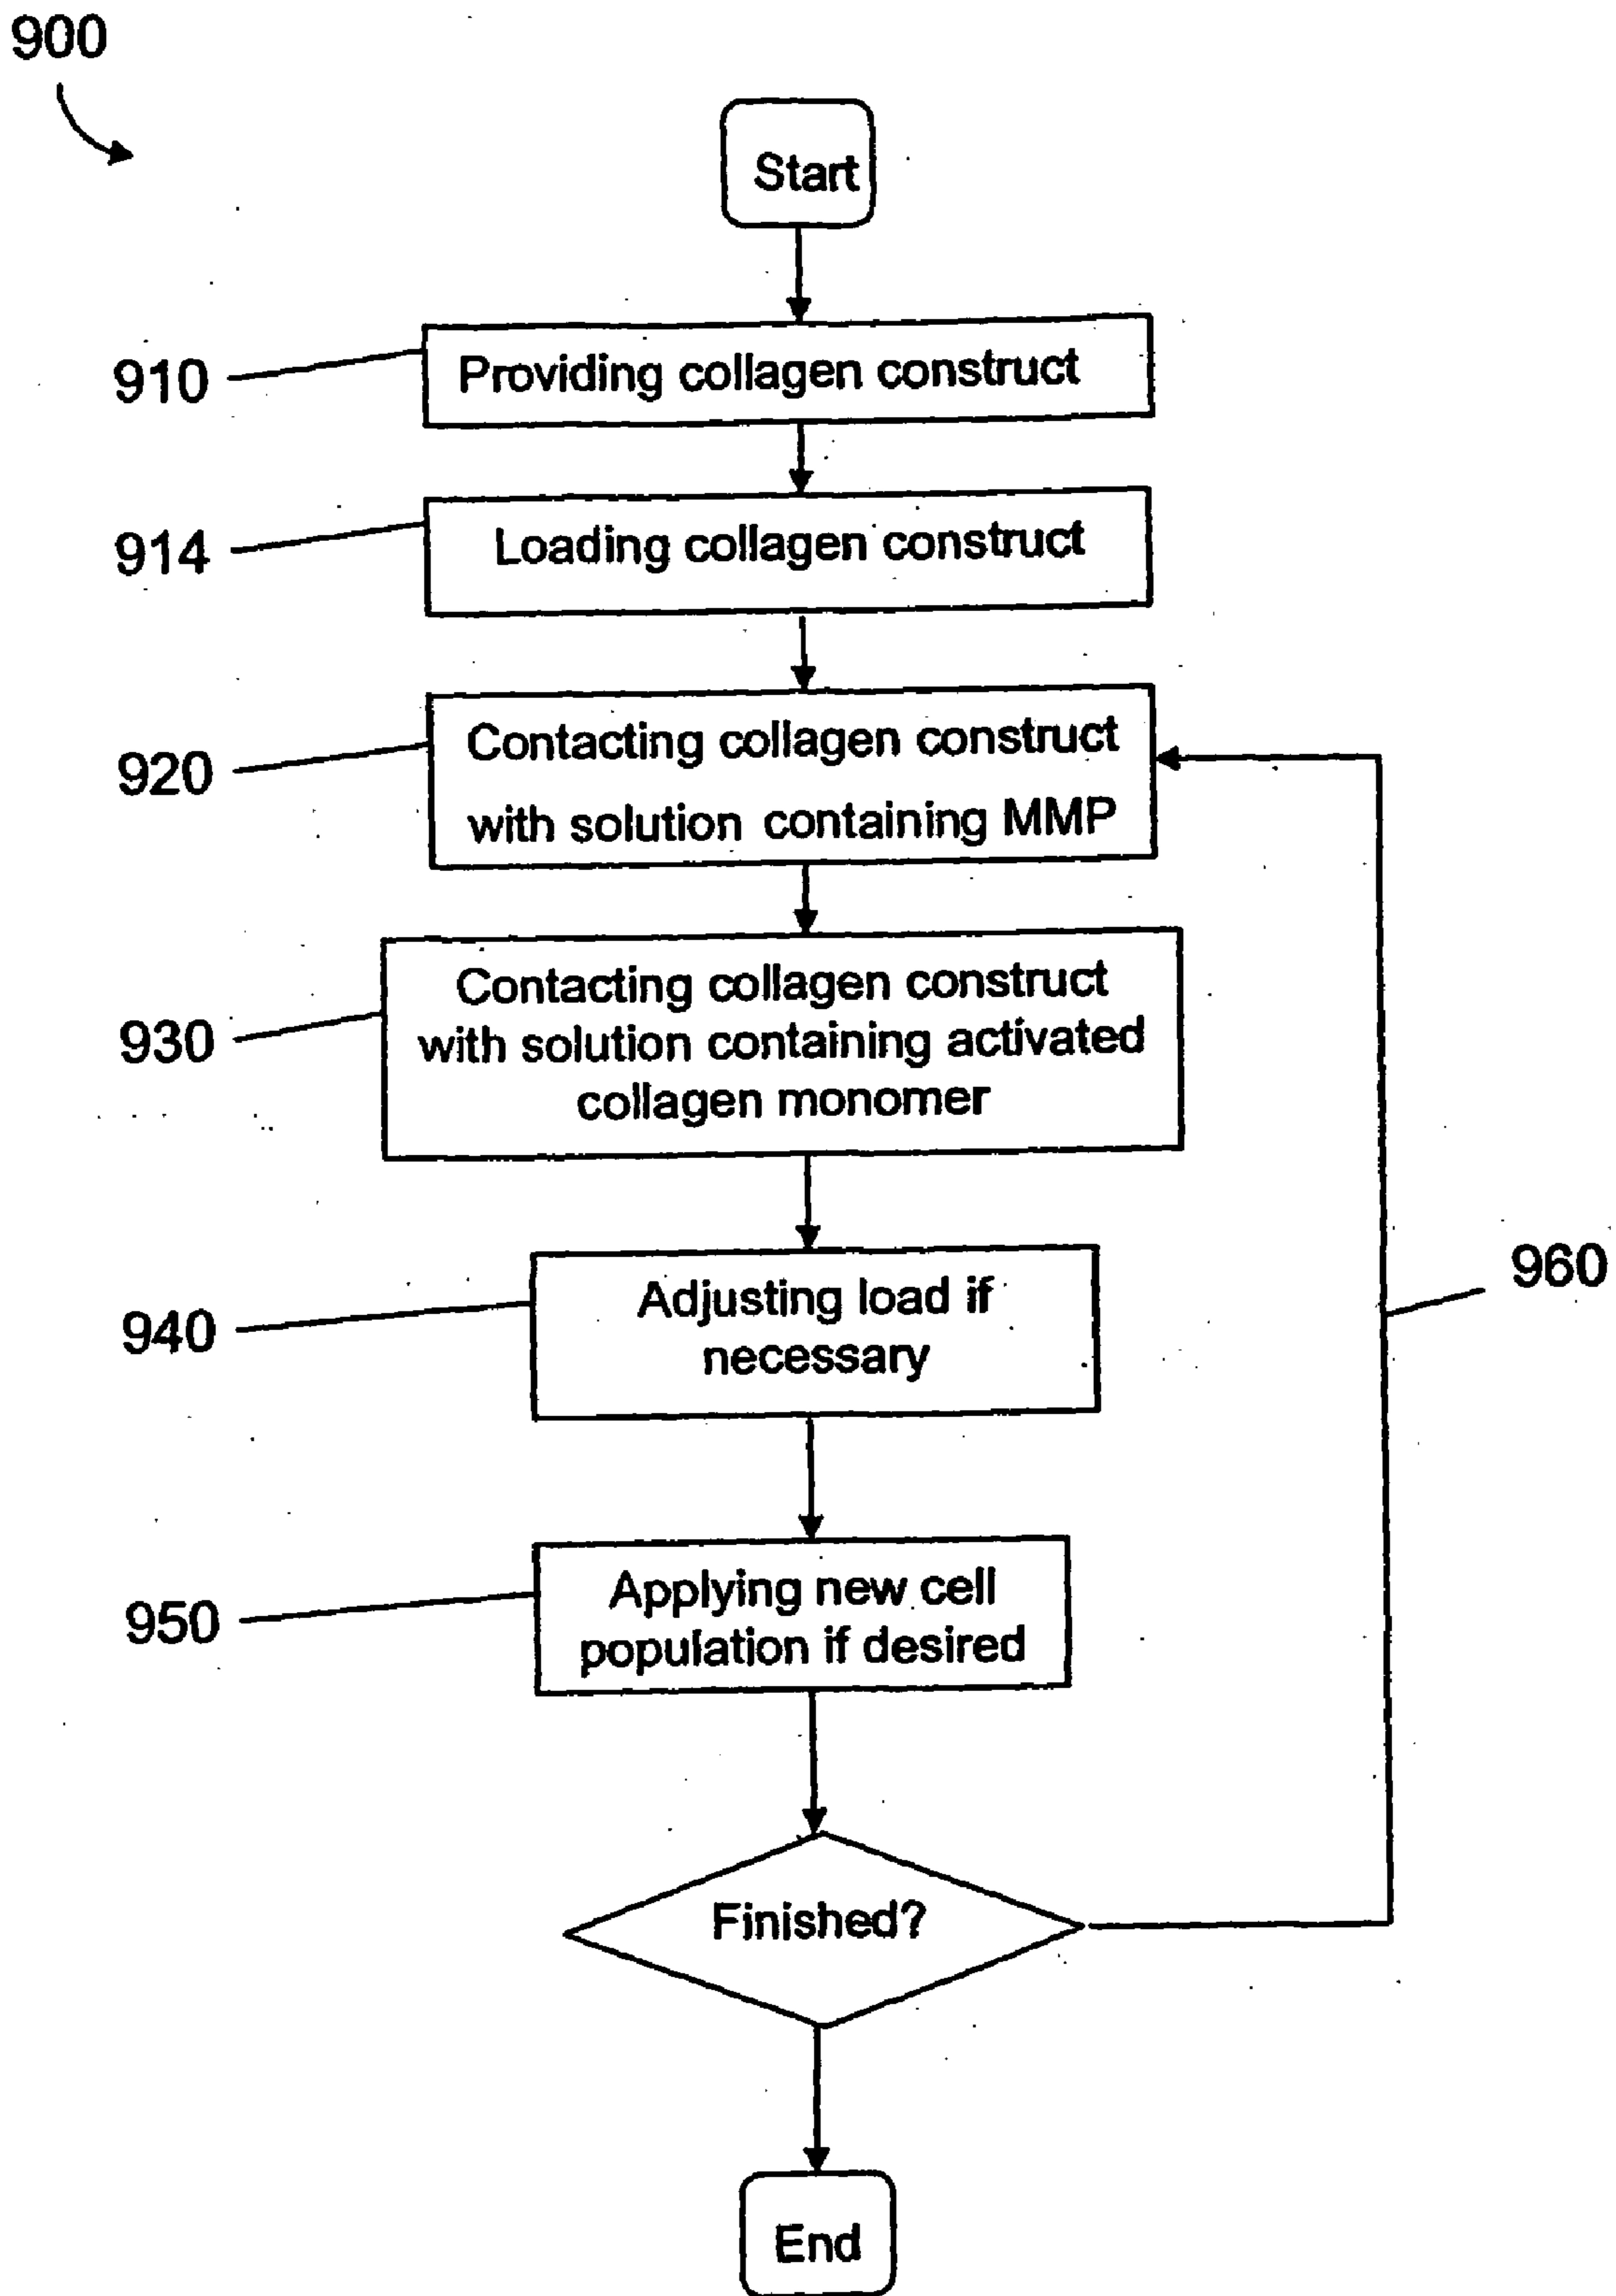 900
Start
910
Providing collagen construct
914
Loading collagen construct
920
Contacting collagen construct
with solution containing MMP
930
Contacting collagen construct
with solution containing activated
collagen monomer
940
Adjusting load if
necessary
960
950
Applying new cell
population if desired
Finished?
End